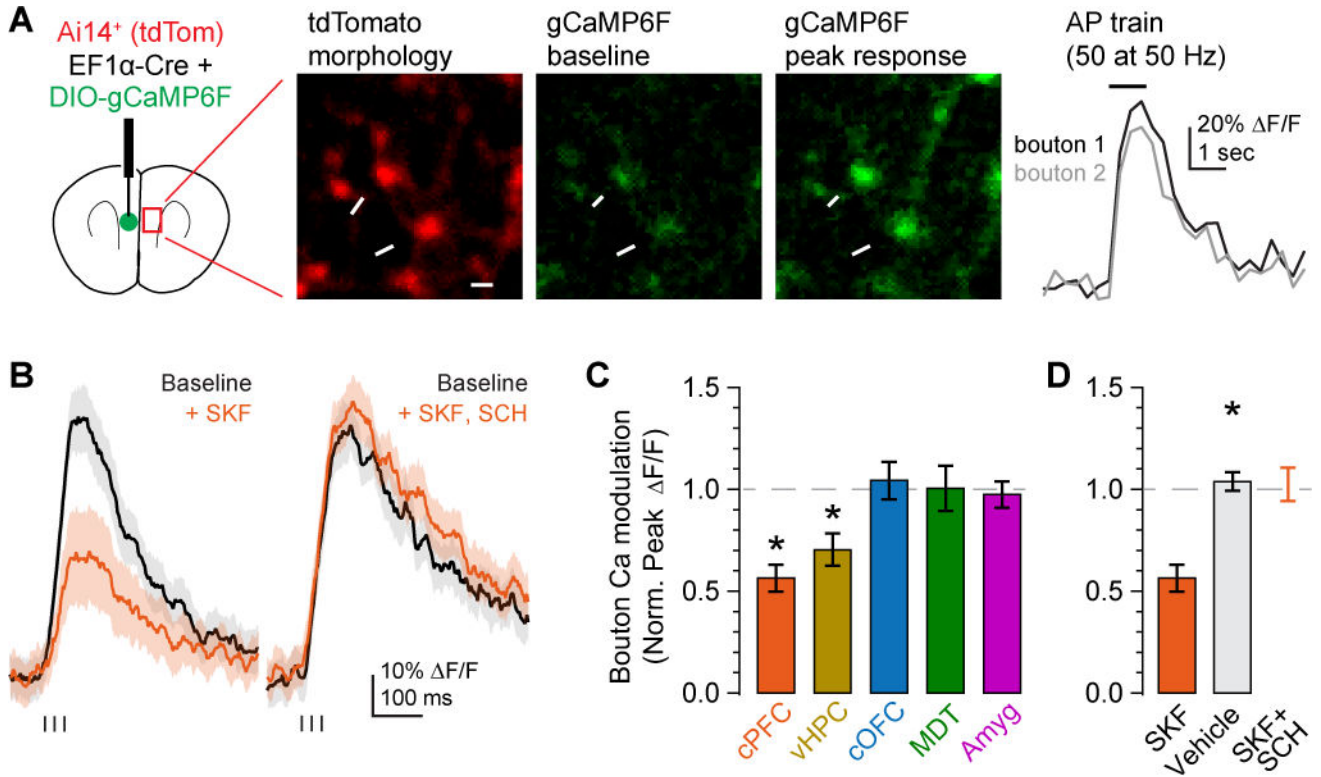 A
Ai14⁺ (tdTom)
EF1α-Cre +
DIO-gCaMP6F
tdTomato
morphology
gCaMP6F
baseline
gCaMP6F
peak response
AP train
(50 at 50 Hz)
bouton 1
bouton 2
20% ΔF/F
1 sec
B
Baseline
+ SKF
Baseline
+ SKF, SCH
10% ΔF/F
100 ms
C
Bouton Ca modulation
(Norm. Peak ΔF/F)
1.5
1.0
0.5
0.0
*
*
cPFC
vHPC
cOFC
MDT
Amyg
D
1.5
1.0
0.5
0.0
*
SKF
Vehicle
SKF+
SCH